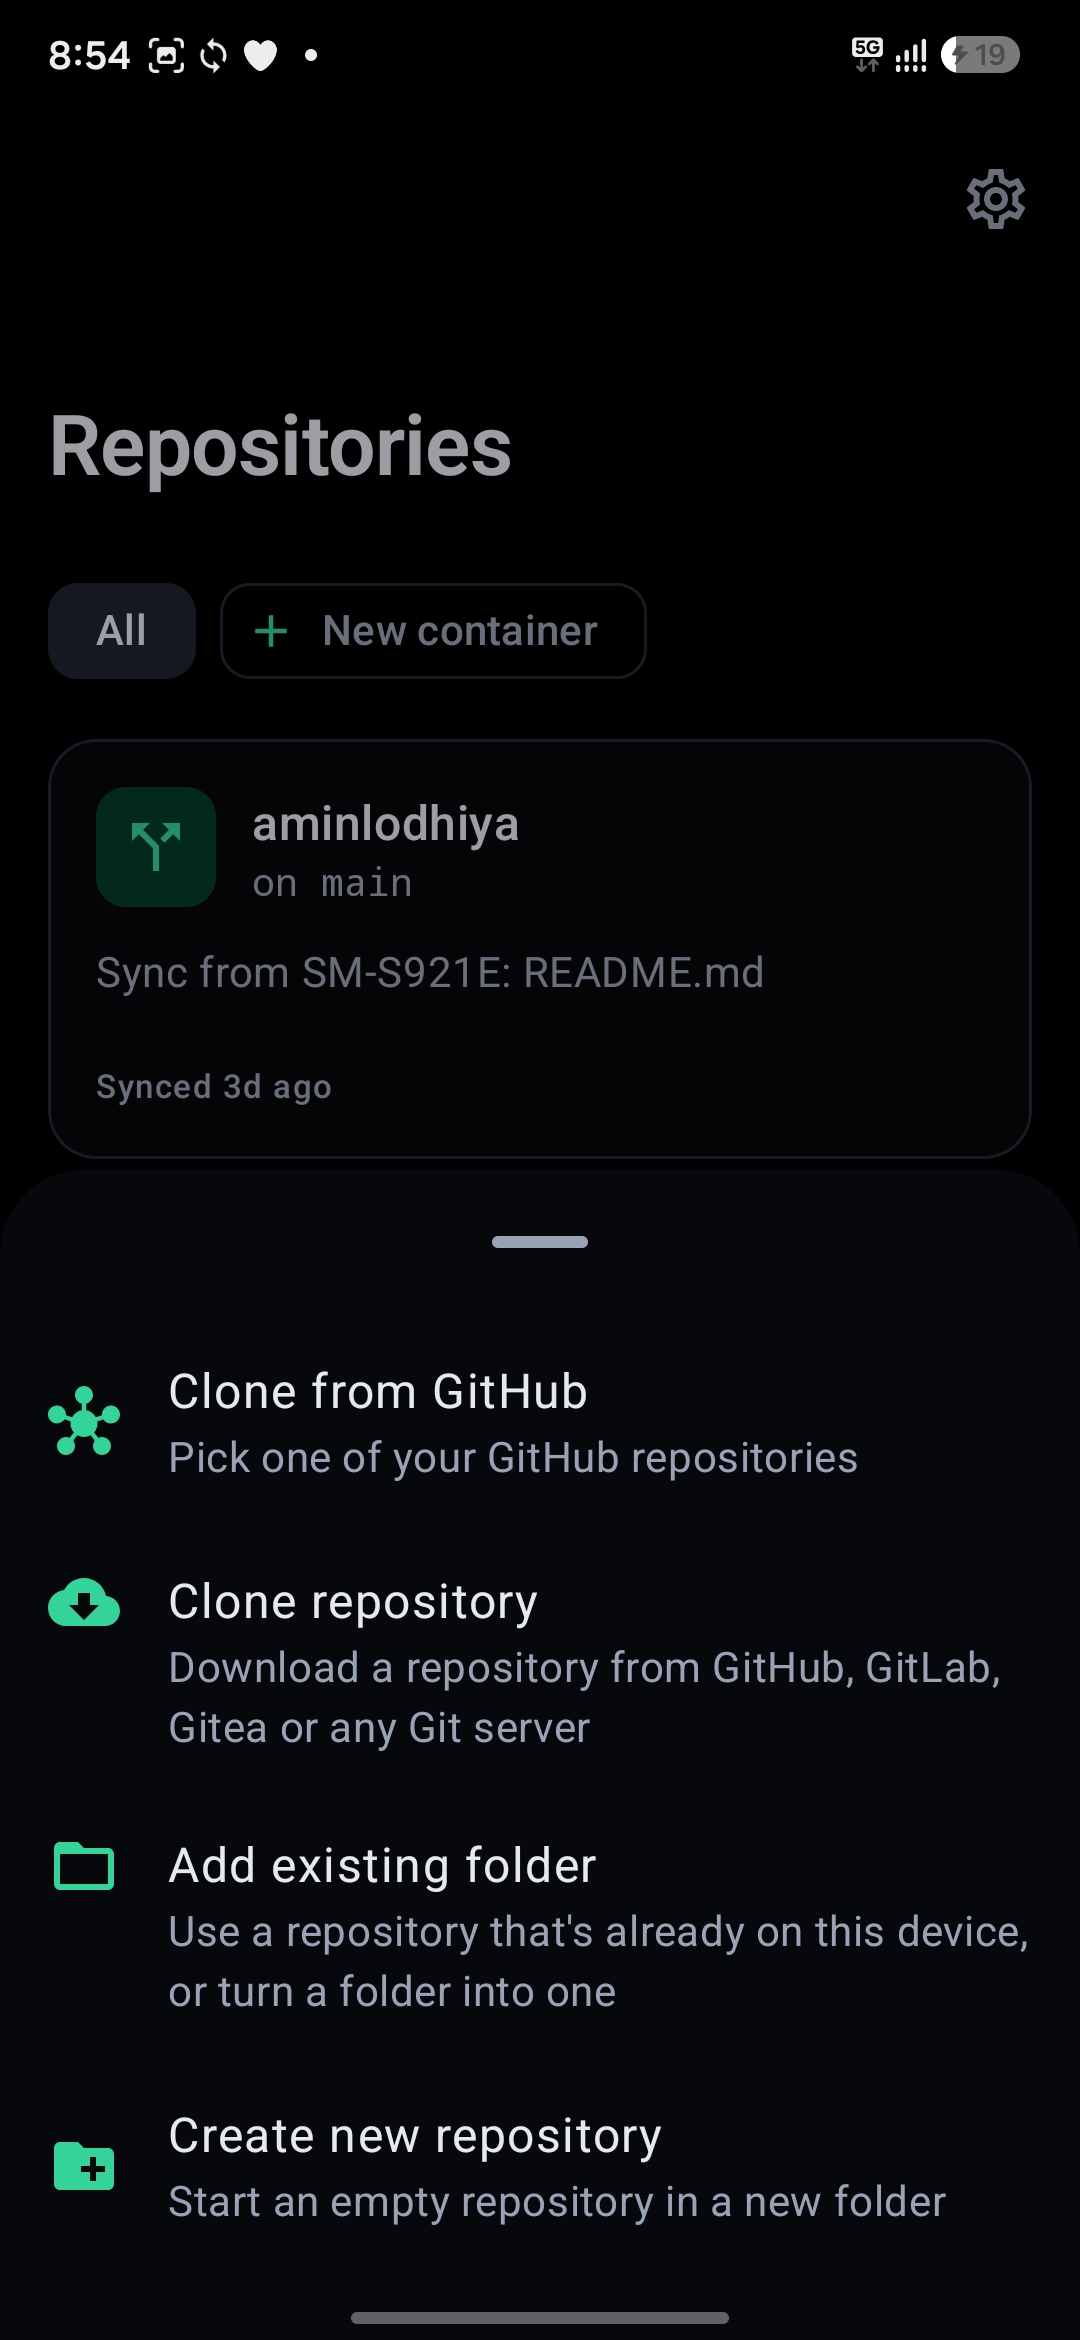 8:54
5G
19
Repositories
All
New container
aminlodhiya
on main
Sync from SM-S921E: README.md
Synced 3d ago
Clone from GitHub
Pick one of your GitHub repositories
Clone repository
Download a repository from GitHub, GitLab,
Gitea or any Git server
Add existing folder
Use a repository that's already on this device,
or turn a folder into one
Create new repository
Start an empty repository in a new folder